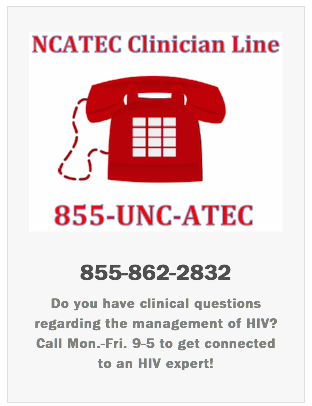 NCATEC Clinician Line
855-UNC-ATEC
855-862-2832
Do you have clinical questions
regarding the management of HIV?
Call Mon.-Fri. 9-5 to get connected
to an HIV expert!